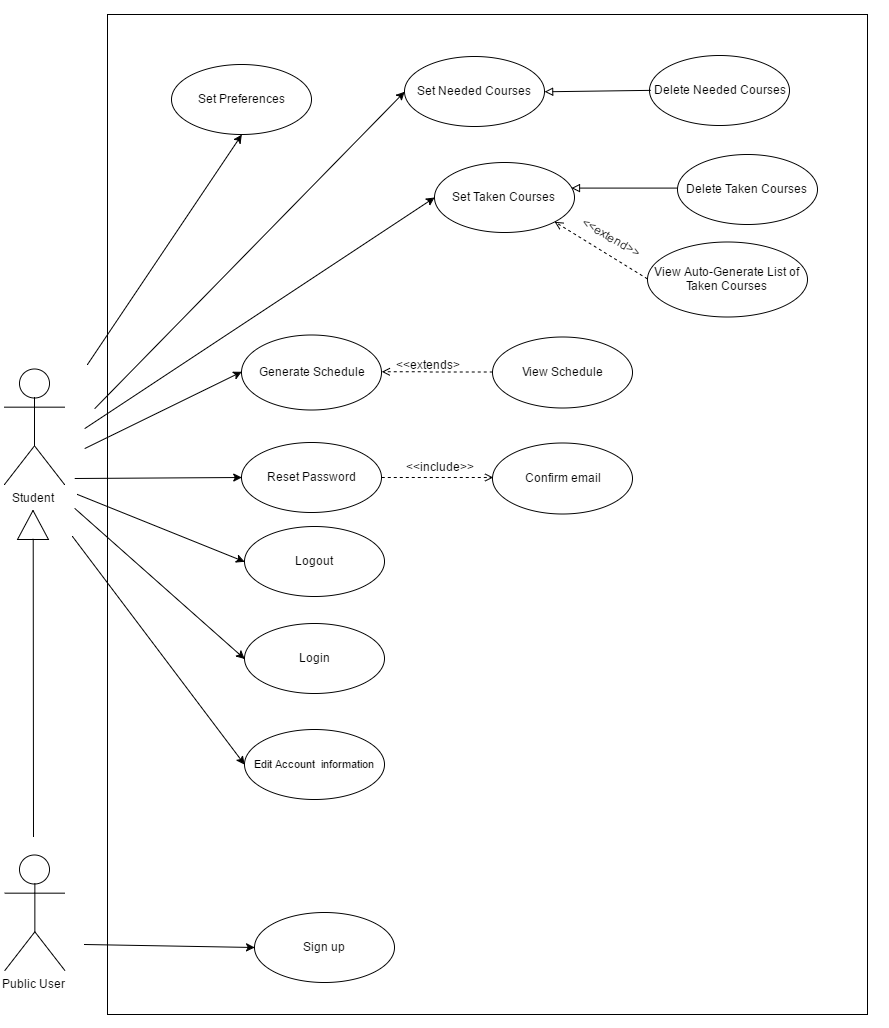 Set Preferences
Set Needed Courses
Delete Needed Courses
Set Taken Courses
Delete Taken Courses
<<extend>>
View Auto-Generate List of
Taken Courses
Generate Schedule
<<extends>
View Schedule
Reset Password
<<include>>
Confirm email
Student
Logout
Login
Edit Account  information
Sign up
Public User